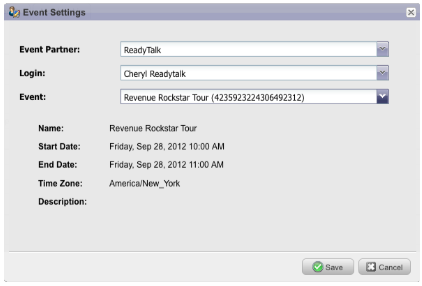 Event Settings
Event Partner: ReadyTalk
Login: Cheryl Readytalk
Event: Revenue Rockstar Tour (4235923224306492312)
Name: Revenue Rockstar Tour
Start Date: Friday, Sep 28, 2012 10:00 AM
End Date: Friday, Sep 28, 2012 11:00 AM
Time Zone: America/New_York
Description:
Save Cancel